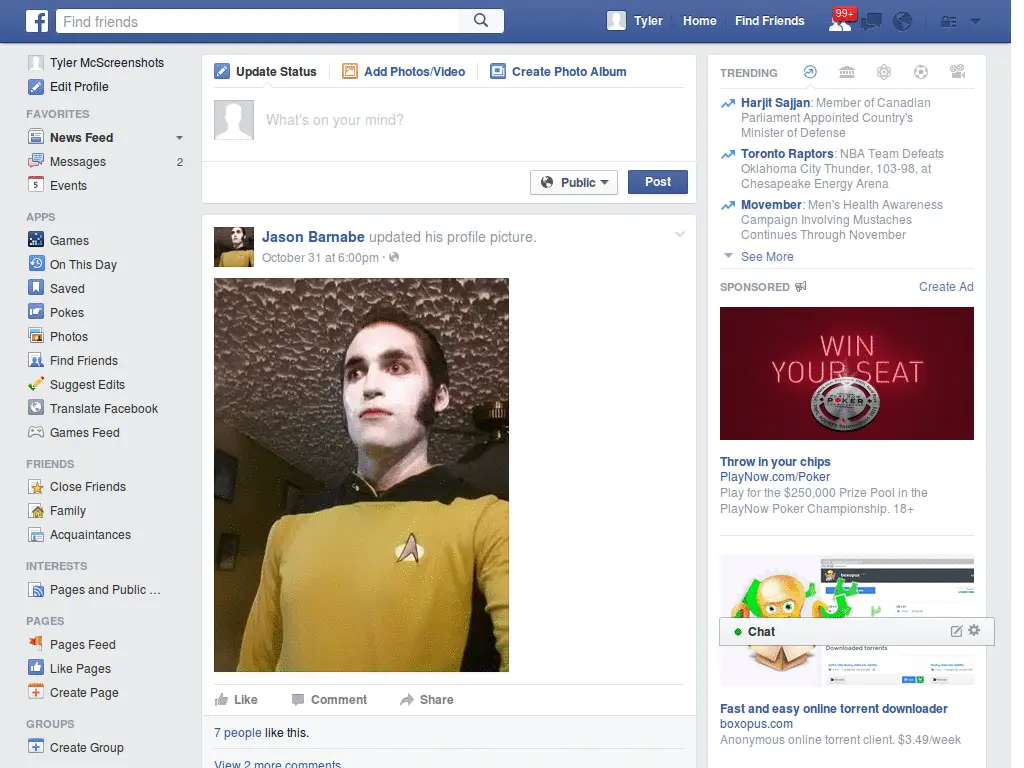 Find friends
Tyler
Home
Find Friends
99+
Tyler McScreenshots
Edit Profile
FAVORITES
News Feed
Messages 2
5
Events
APPS
Games
On This Day
Saved
Pokes
Photos
Find Friends
Suggest Edits
Translate Facebook
Games Feed
FRIENDS
Close Friends
Family
Acquaintances
INTERESTS
Pages and Public ...
PAGES
Pages Feed
Like Pages
Create Page
GROUPS
Create Group
Update Status
Add Photos/Video
Create Photo Album
What's on your mind?
Public
Post
Jason Barnabe updated his profile picture.
October 31 at 6:00pm ·
Like
Comment
Share
7 people like this.
View 2 more comments
TRENDING
Harjit Sajjan: Member of Canadian
Parliament Appointed Country's
Minister of Defense
Toronto Raptors: NBA Team Defeats
Oklahoma City Thunder, 103-98, at
Chesapeake Energy Arena
Movember: Men's Health Awareness
Campaign Involving Mustaches
Continues Through November
See More
SPONSORED
Create Ad
WIN
YOUR SEAT
POKER
Throw in your chips
PlayNow.com/Poker
Play for the $250,000 Prize Pool in the
PlayNow Poker Championship. 18+
boxopus
Chat
Downloaded torrents
Fast and easy online torrent downloader
boxopus.com
Anonymous online torrent client. $3.49/week